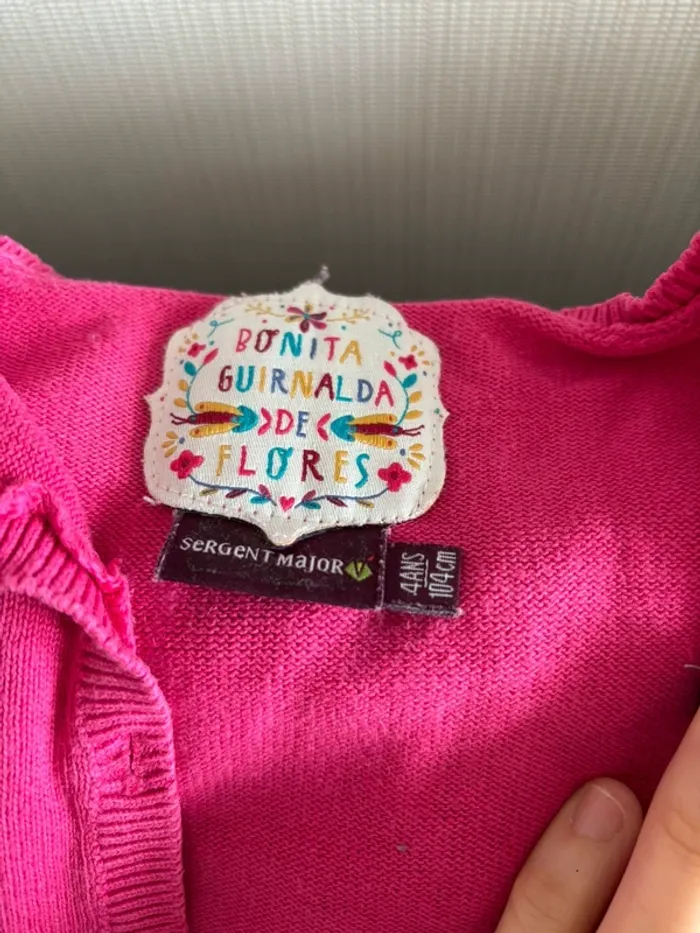 BONITA
GUIRNALDA
DE
FLORES
SeRGeNT MaJOR
4ANS
104cm